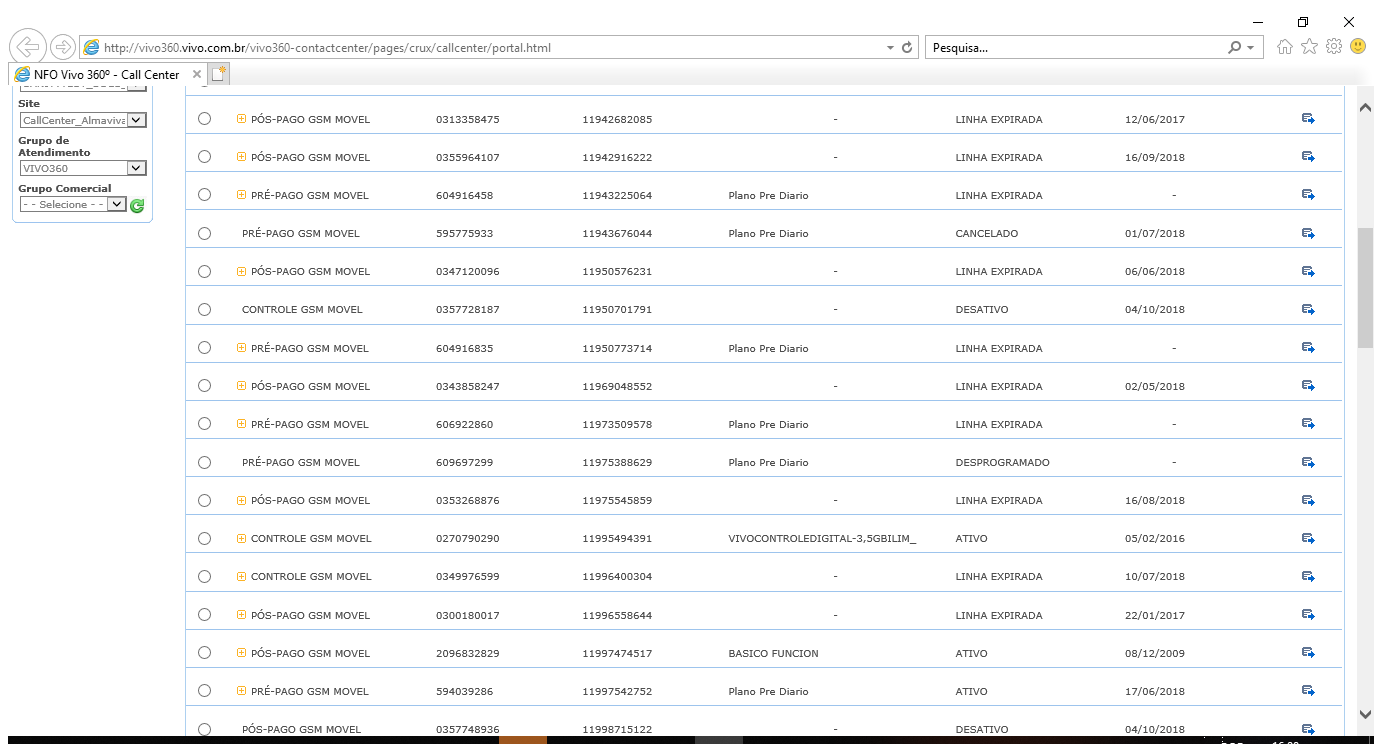 http://vivo360.vivo.com.br/vivo360-contactcenter/pages/crux/callcenter/portal.html
Pesquisa...
NFO Vivo 360º - Call Center
Site
CallCenter_Almaviva
Grupo de
Atendimento
VIVO360
Grupo Comercial
- - Selecione - -
PÓS-PAGO GSM MOVEL 0313358475 11942682085 - LINHA EXPIRADA 12/06/2017
PÓS-PAGO GSM MOVEL 0355964107 11942916222 - LINHA EXPIRADA 16/09/2018
PRÉ-PAGO GSM MOVEL 604916458 11943225064 Plano Pre Diario LINHA EXPIRADA -
PRÉ-PAGO GSM MOVEL 595775933 11943676044 Plano Pre Diario CANCELADO 01/07/2018
PÓS-PAGO GSM MOVEL 0347120096 11950576231 - LINHA EXPIRADA 06/06/2018
CONTROLE GSM MOVEL 0357728187 11950701791 - DESATIVO 04/10/2018
PRÉ-PAGO GSM MOVEL 604916835 11950773714 Plano Pre Diario LINHA EXPIRADA -
PÓS-PAGO GSM MOVEL 0343858247 11969048552 - LINHA EXPIRADA 02/05/2018
PRÉ-PAGO GSM MOVEL 606922860 11973509578 Plano Pre Diario LINHA EXPIRADA -
PRÉ-PAGO GSM MOVEL 609697299 11975388629 Plano Pre Diario DESPROGRAMADO -
PÓS-PAGO GSM MOVEL 0353268876 11975545859 - LINHA EXPIRADA 16/08/2018
CONTROLE GSM MOVEL 0270790290 11995494391 VIVOCONTROLEDIGITAL-3,5GBILIM_ ATIVO 05/02/2016
CONTROLE GSM MOVEL 0349976599 11996400304 - LINHA EXPIRADA 10/07/2018
PÓS-PAGO GSM MOVEL 0300180017 11996558644 - LINHA EXPIRADA 22/01/2017
PÓS-PAGO GSM MOVEL 2096832829 11997474517 BASICO FUNCION ATIVO 08/12/2009
PRÉ-PAGO GSM MOVEL 594039286 11997542752 Plano Pre Diario ATIVO 17/06/2018
PÓS-PAGO GSM MOVEL 0357748936 11998715122 - DESATIVO 04/10/2018